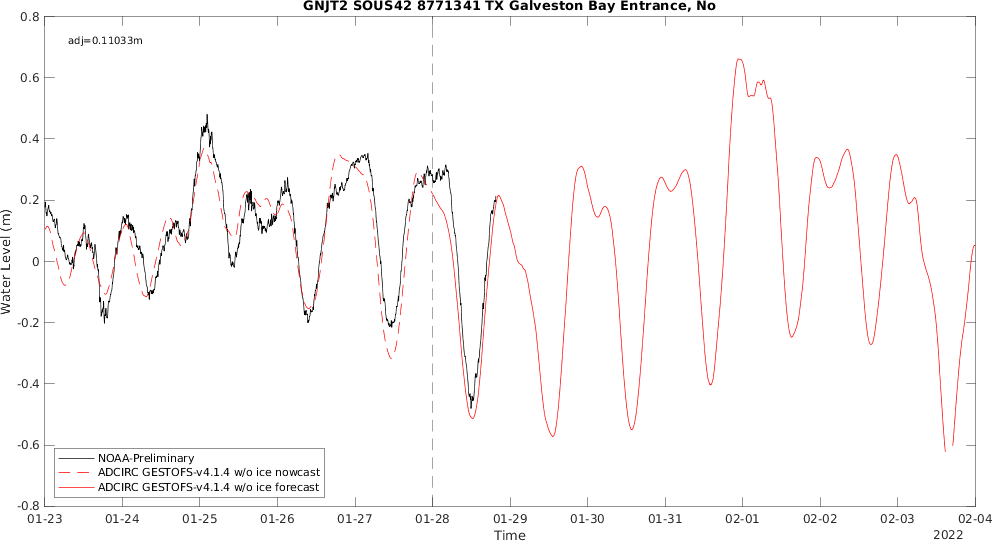 GNJT2 SOUS42 8771341 TX Galveston Bay Entrance, No
adj=0.11033m
0.8
0.6
0.4
0.2
0
-0.2
-0.4
-0.6
-0.8
Water Level (m)
NOAA-Preliminary
ADCIRC GESTOFS-v4.1.4 w/o ice nowcast
ADCIRC GESTOFS-v4.1.4 w/o ice forecast
01-23 01-24 01-25 01-26 01-27 01-28 01-29 01-30 01-31 02-01 02-02 02-03 02-04
Time
2022